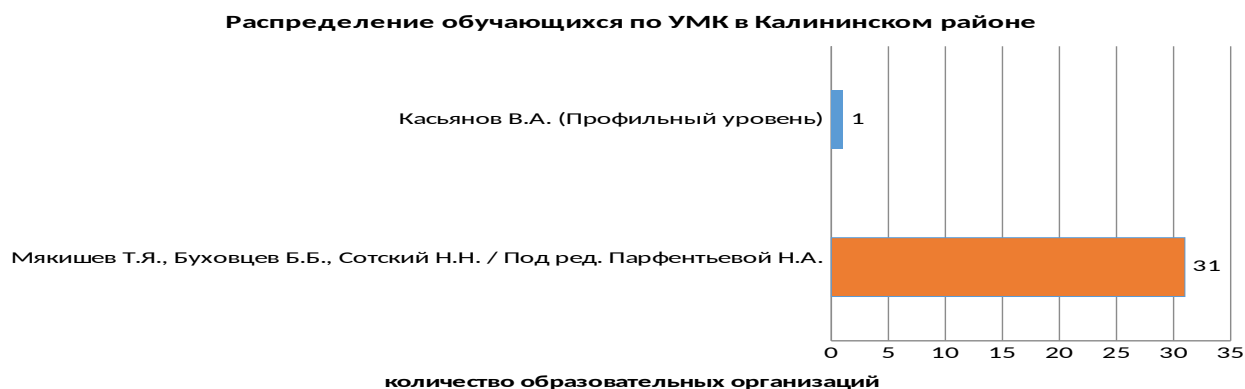 Распределение обучающихся по УМК в Калининском районе
Касьянов В.А. (Профильный уровень)
1
Мякишев Т.Я., Буховцев Б.Б., Сотский Н.Н. / Под ред. Парфентьевой Н.А.
31
0 5 10 15 20 25 30 35
количество образовательных организаций